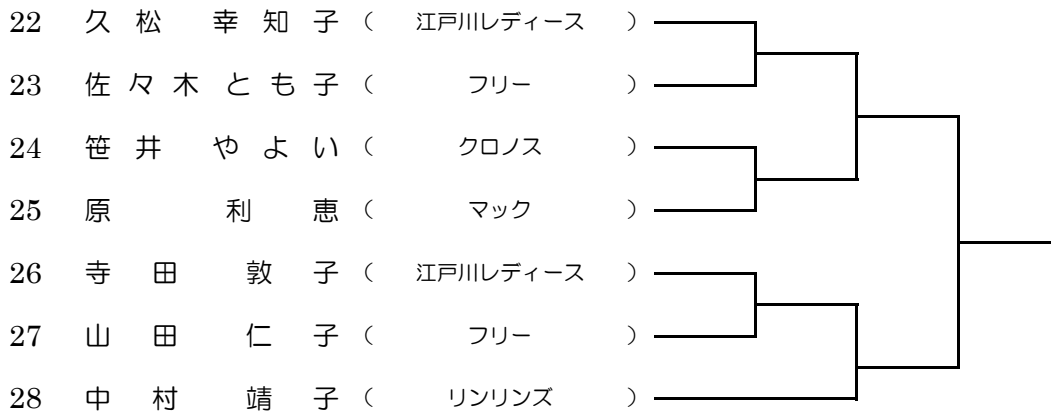 22 久松 幸知子 ( 江戸川レディース )
23 佐々木とも子 ( フリー )
24 笹井 やよい ( クロノス )
25 原 利恵 ( マック )
26 寺田 敦子 ( 江戸川レディース )
27 山田 仁子 ( フリー )
28 中村 靖子 ( リンリンズ )